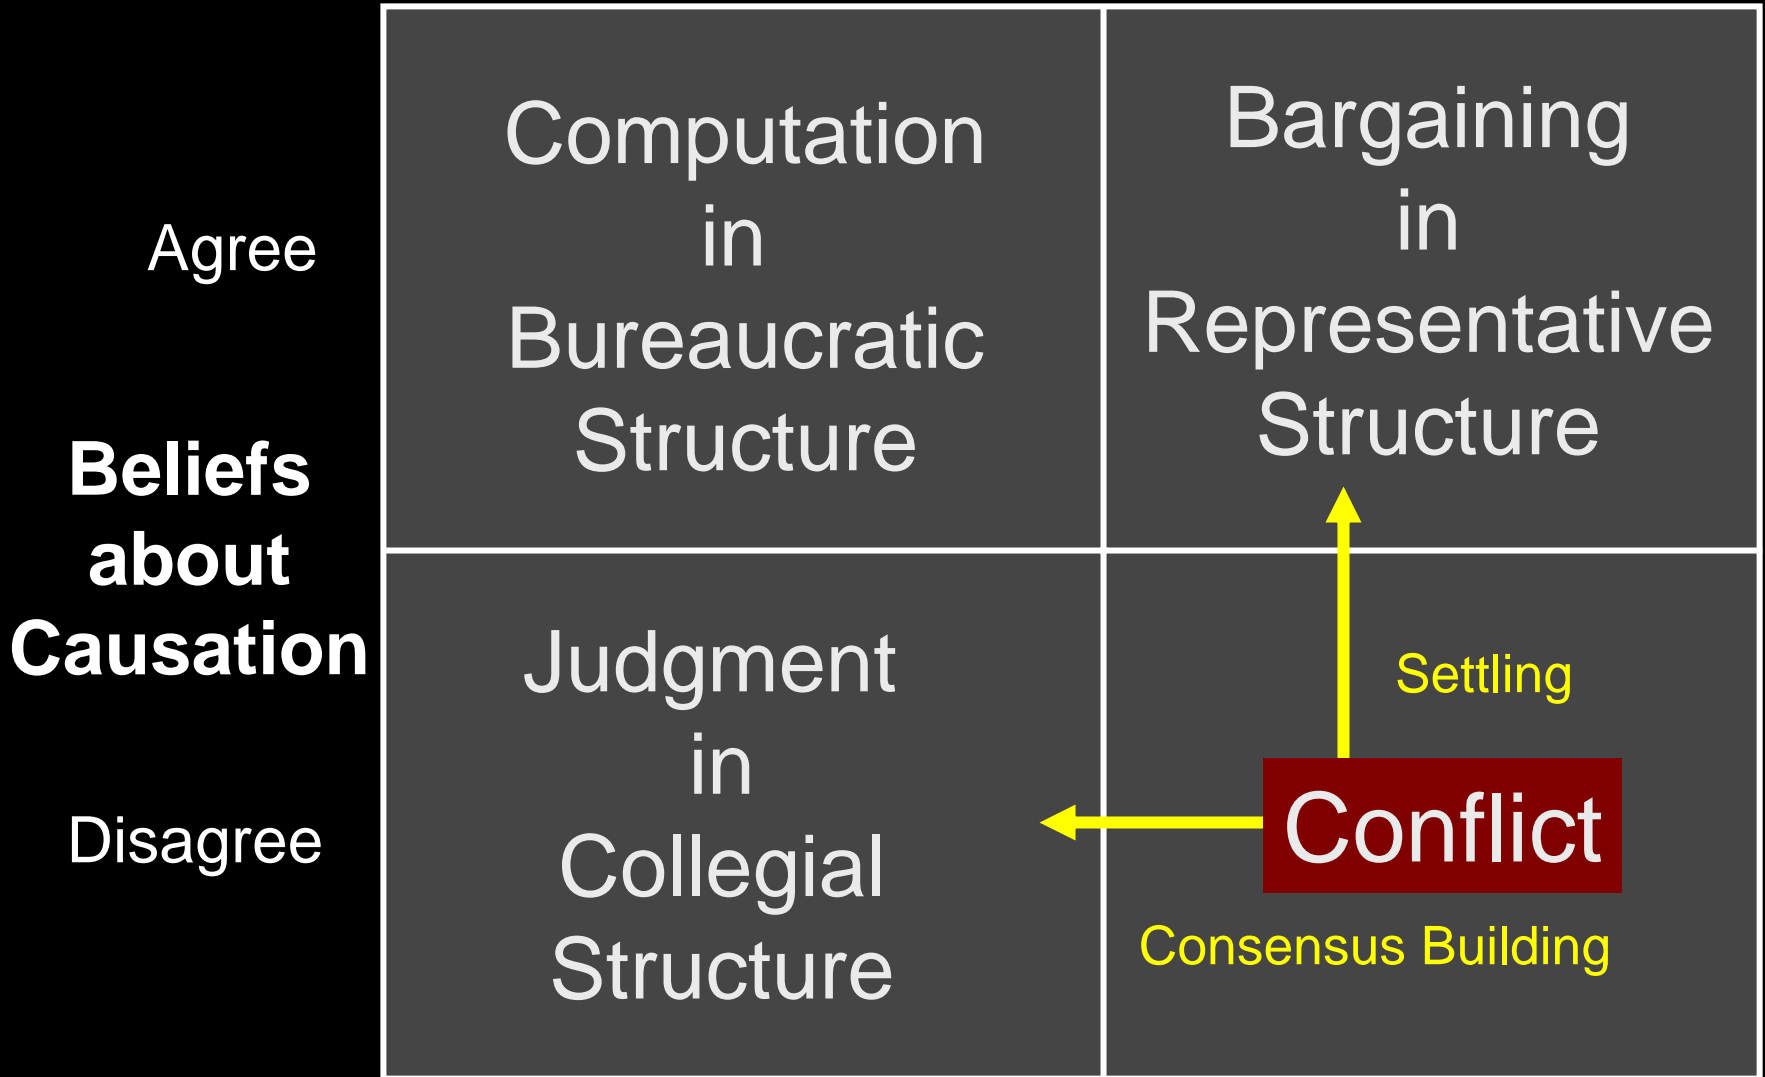 Agree
Beliefs
about
Causation
Disagree
Computation
in
Bureaucratic
Structure
Bargaining
in
Representative
Structure
Judgment
in
Collegial
Structure
Settling
Conflict
Consensus Building